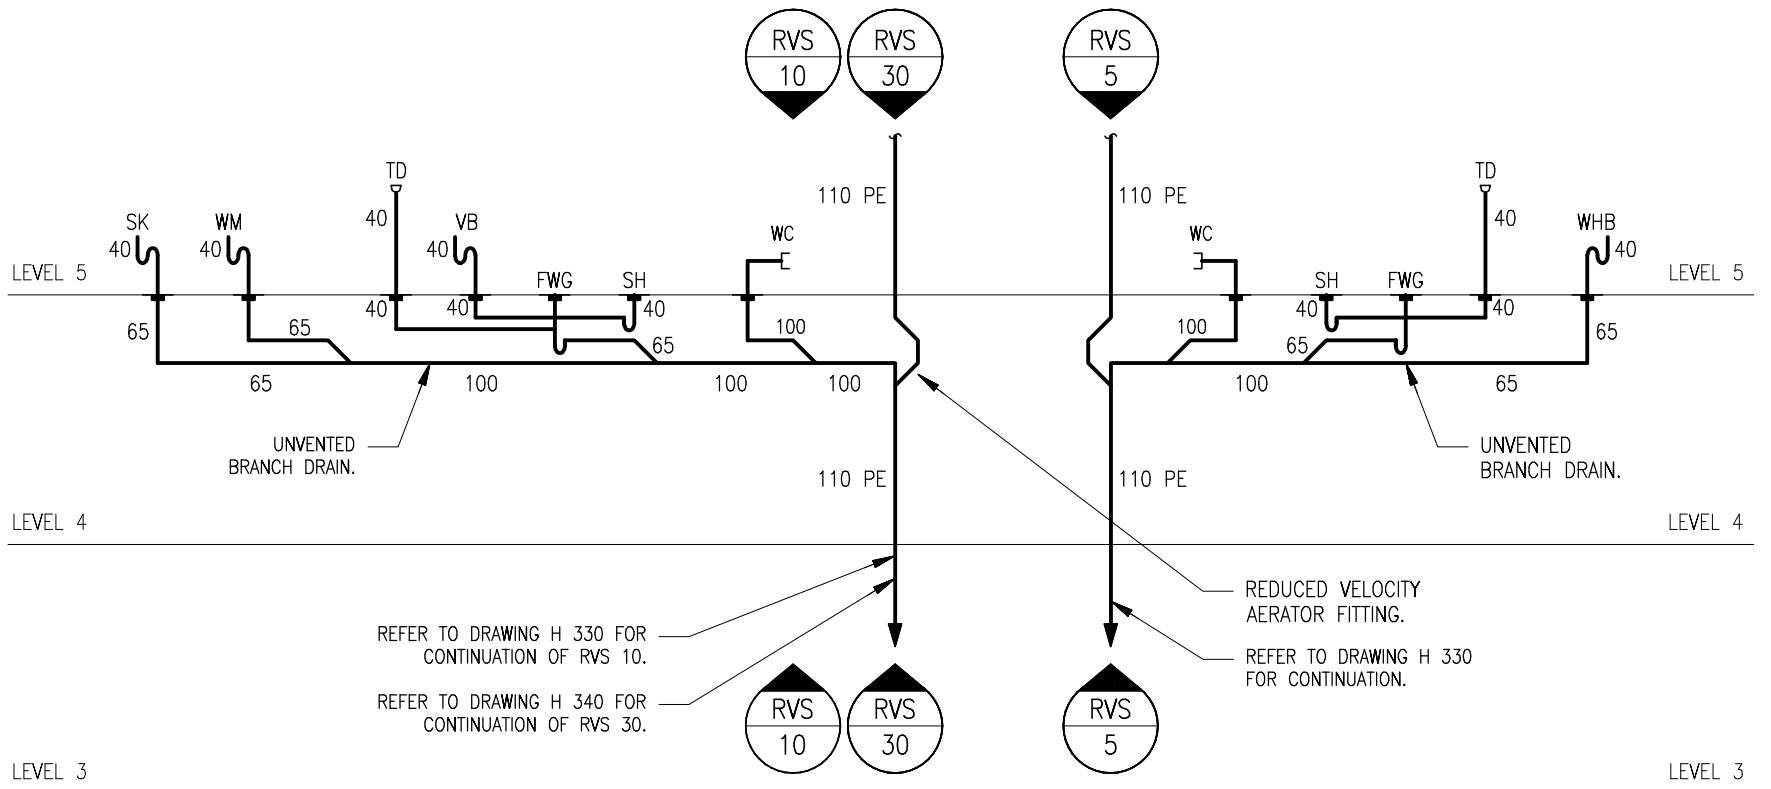 RVS
10
RVS
30
RVS
5
110 PE
110 PE
TD
40
SK
40
WM
40
VB
40
FWG
SH
WC
WC
SH
FWG
TD
40
WHB
40
LEVEL 5
LEVEL 5
65
65
40
40
40
65
100
100
65
40
40
65
65
100
100
100
100
65
UNVENTED
BRANCH DRAIN.
UNVENTED
BRANCH DRAIN.
110 PE
110 PE
LEVEL 4
LEVEL 4
REDUCED VELOCITY
AERATOR FITTING.
REFER TO DRAWING H 330 FOR
CONTINUATION OF RVS 10.
REFER TO DRAWING H 330
FOR CONTINUATION.
REFER TO DRAWING H 340 FOR
CONTINUATION OF RVS 30.
RVS
10
RVS
30
RVS
5
LEVEL 3
LEVEL 3